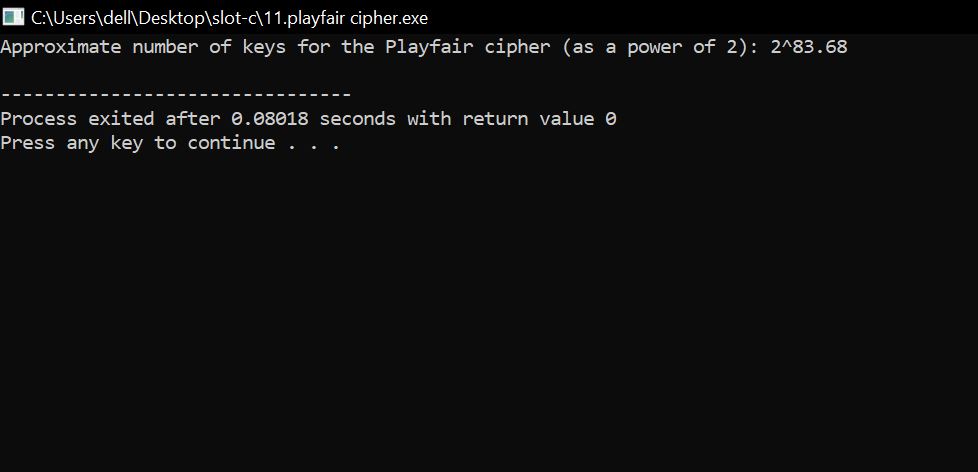 C:\Users\dell\Desktop\slot-c\11.playfair cipher.exe
Approximate number of keys for the Playfair cipher (as a power of 2): 2^83.68
--------------------------------
Process exited after 0.08018 seconds with return value 0
Press any key to continue . . .